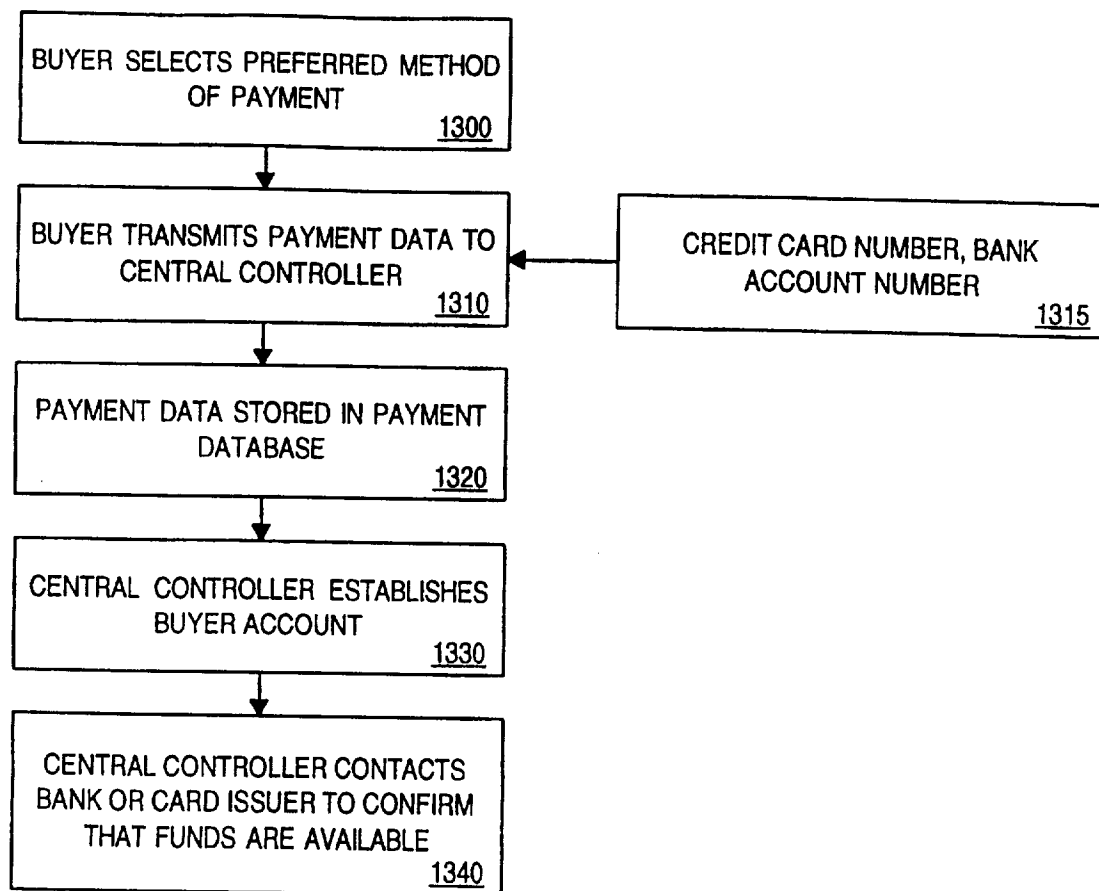 BUYER SELECTS PREFERRED METHOD
OF PAYMENT
1300
BUYER TRANSMITS PAYMENT DATA TO
CENTRAL CONTROLLER
1310
CREDIT CARD NUMBER, BANK
ACCOUNT NUMBER
1315
PAYMENT DATA STORED IN PAYMENT
DATABASE
1320
CENTRAL CONTROLLER ESTABLISHES
BUYER ACCOUNT
1330
CENTRAL CONTROLLER CONTACTS
BANK OR CARD ISSUER TO CONFIRM
THAT FUNDS ARE AVAILABLE
1340